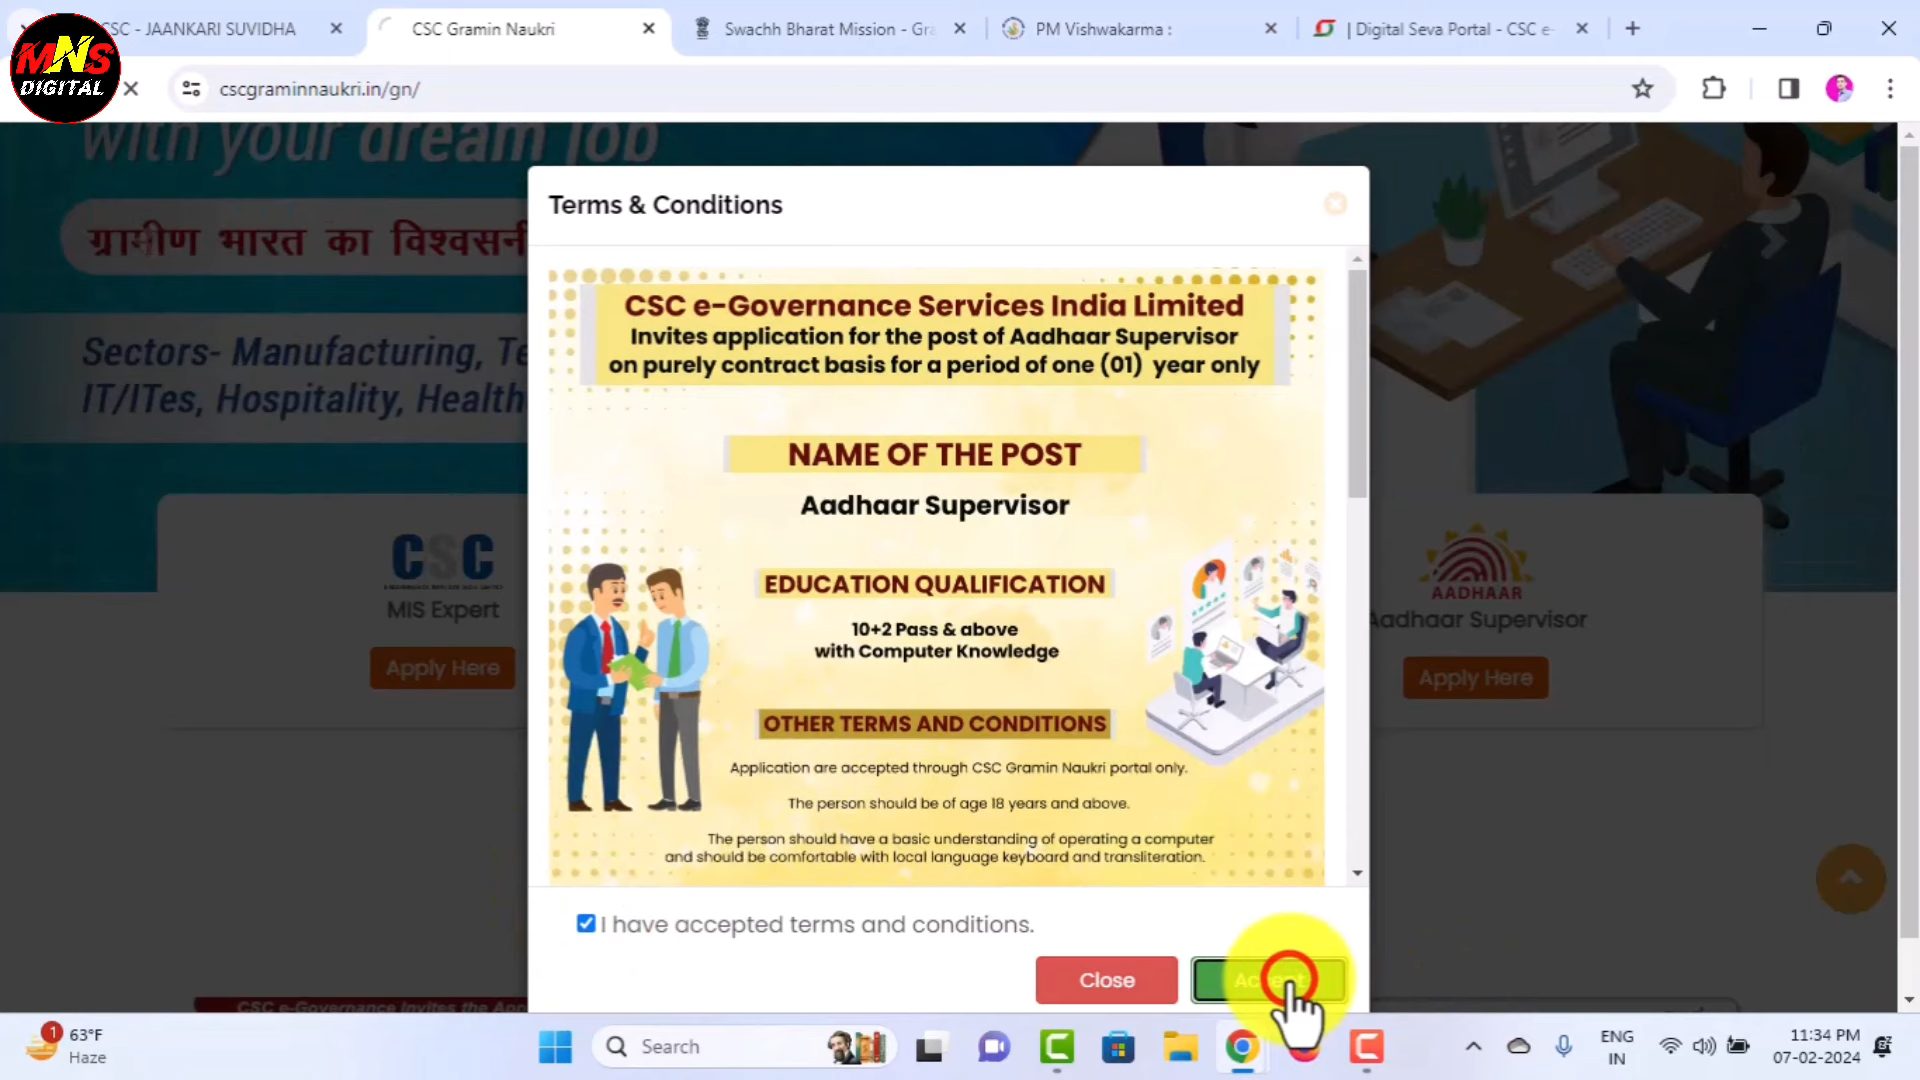 CSC - JAANKARI SUVIDHA
CSC Gramin Naukri
Swachh Bharat Mission - Gra
PM Vishwakarma :
| Digital Seva Portal - CSC e-
MNS
DIGITAL
cscgraminnaukri.in/gn/
with your dream job
ग्रामीण भारत का
Sectors- Manufacturing,
IT/ITes, Hospitality,
Terms & Conditions
CSC e-Governance Services India Limited
Invites application for the post of Aadhaar Supervisor
on purely contract basis for a period of one (01) year only
NAME OF THE POST
Aadhaar Supervisor
EDUCATION QUALIFICATION
10+2 Pass & above
with Computer Knowledge
OTHER TERMS AND CONDITIONS
Application are accepted through CSC Gramin Naukri portal only.
The person should be of age 18 years and above.
The person should have a basic understanding of operating a computer
and should be comfortable with local language keyboard and transliteration.
CSC
MIS Expert
Apply Here
AADHAAR
Aadhaar Supervisor
Apply Here
I have accepted terms and conditions.
Close
Accept
CSC e-Governance Invites the
1
63°F
Haze
Search
ENG
IN
11:34 PM
07-02-2024